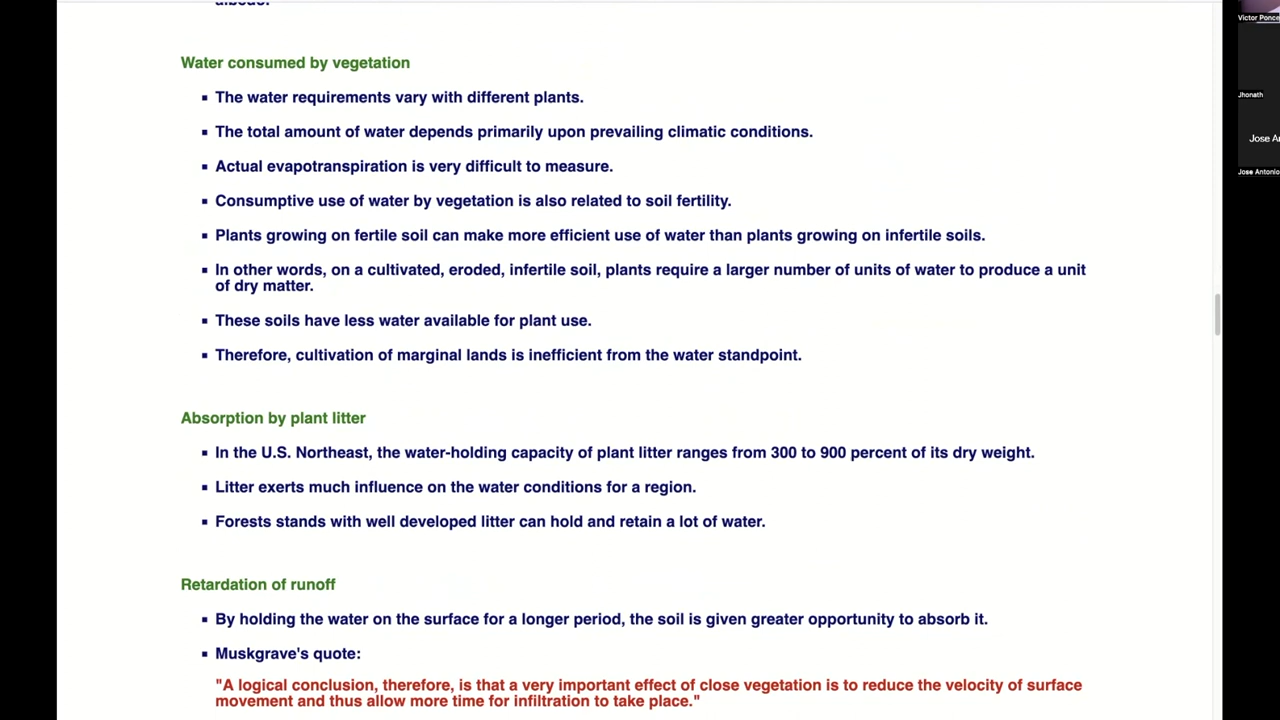 albedo.
Water consumed by vegetation
▪ The water requirements vary with different plants.
▪ The total amount of water depends primarily upon prevailing climatic conditions.
▪ Actual evapotranspiration is very difficult to measure.
▪ Consumptive use of water by vegetation is also related to soil fertility.
▪ Plants growing on fertile soil can make more efficient use of water than plants growing on infertile soils.
▪ In other words, on a cultivated, eroded, infertile soil, plants require a larger number of units of water to produce a unit
of dry matter.
▪ These soils have less water available for plant use.
▪ Therefore, cultivation of marginal lands is inefficient from the water standpoint.
Absorption by plant litter
▪ In the U.S. Northeast, the water-holding capacity of plant litter ranges from 300 to 900 percent of its dry weight.
▪ Litter exerts much influence on the water conditions for a region.
▪ Forests stands with well developed litter can hold and retain a lot of water.
Retardation of runoff
▪ By holding the water on the surface for a longer period, the soil is given greater opportunity to absorb it.
▪ Muskgrave's quote:
"A logical conclusion, therefore, is that a very important effect of close vegetation is to reduce the velocity of surface
movement and thus allow more time for infiltration to take place."
Victor Ponce
Jhonath
Jose A
Jose Antonio